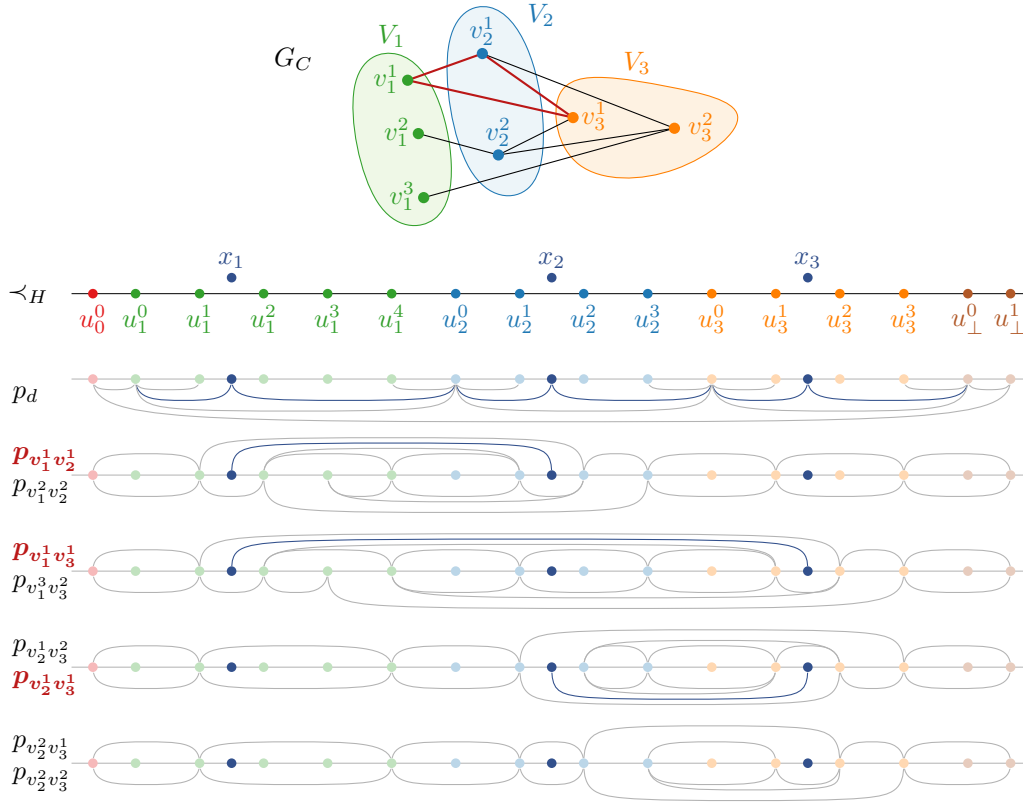 V_1 V_2
G_C v_2^1 V_3
v_1^1
v_3^1
v_1^2 v_2^2 v_3^2
v_1^3
x_1 x_2 x_3
≺_H
u_0^0 u_1^0 u_1^1 u_1^2 u_1^3 u_1^4 u_2^0 u_2^1 u_2^2 u_2^3 u_3^0 u_3^1 u_3^2 u_3^3 u_⊥^0 u_⊥^1
p_d
p_{v_1^1 v_2^1}
p_{v_1^2 v_2^2}
p_{v_1^1 v_3^1}
p_{v_1^3 v_3^2}
p_{v_2^1 v_3^2}
p_{v_2^1 v_3^1}
p_{v_2^2 v_3^1}
p_{v_2^2 v_3^2}